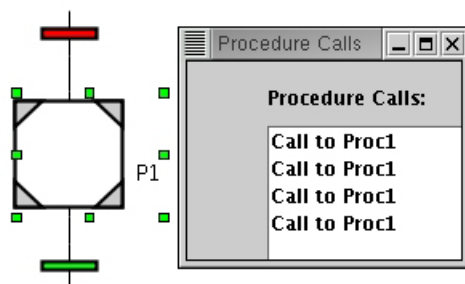 P1
Procedure Calls
Procedure Calls:
Call to Proc1
Call to Proc1
Call to Proc1
Call to Proc1